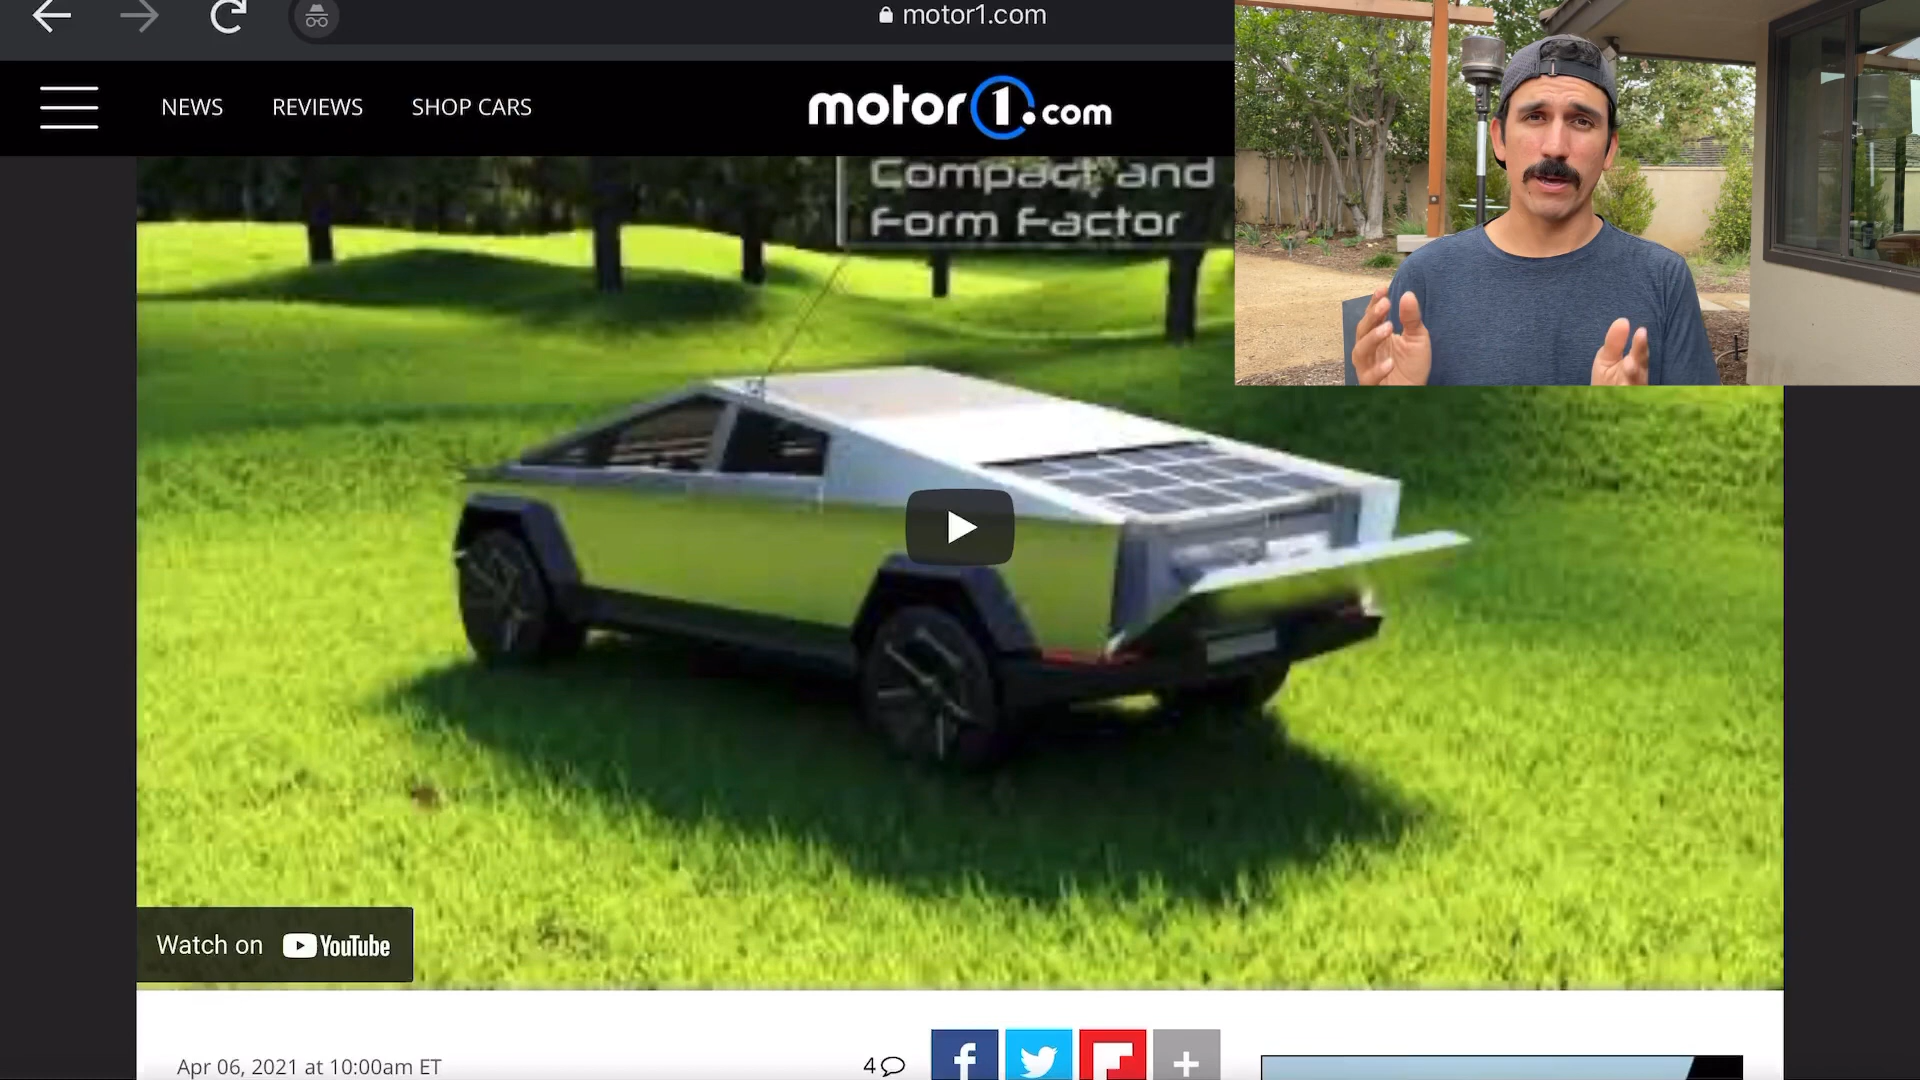 motor1.com
NEWS
REVIEWS
SHOP CARS
motor1.com
Compact and
Form Factor
Watch on YouTube
Apr 06, 2021 at 10:00am ET
4